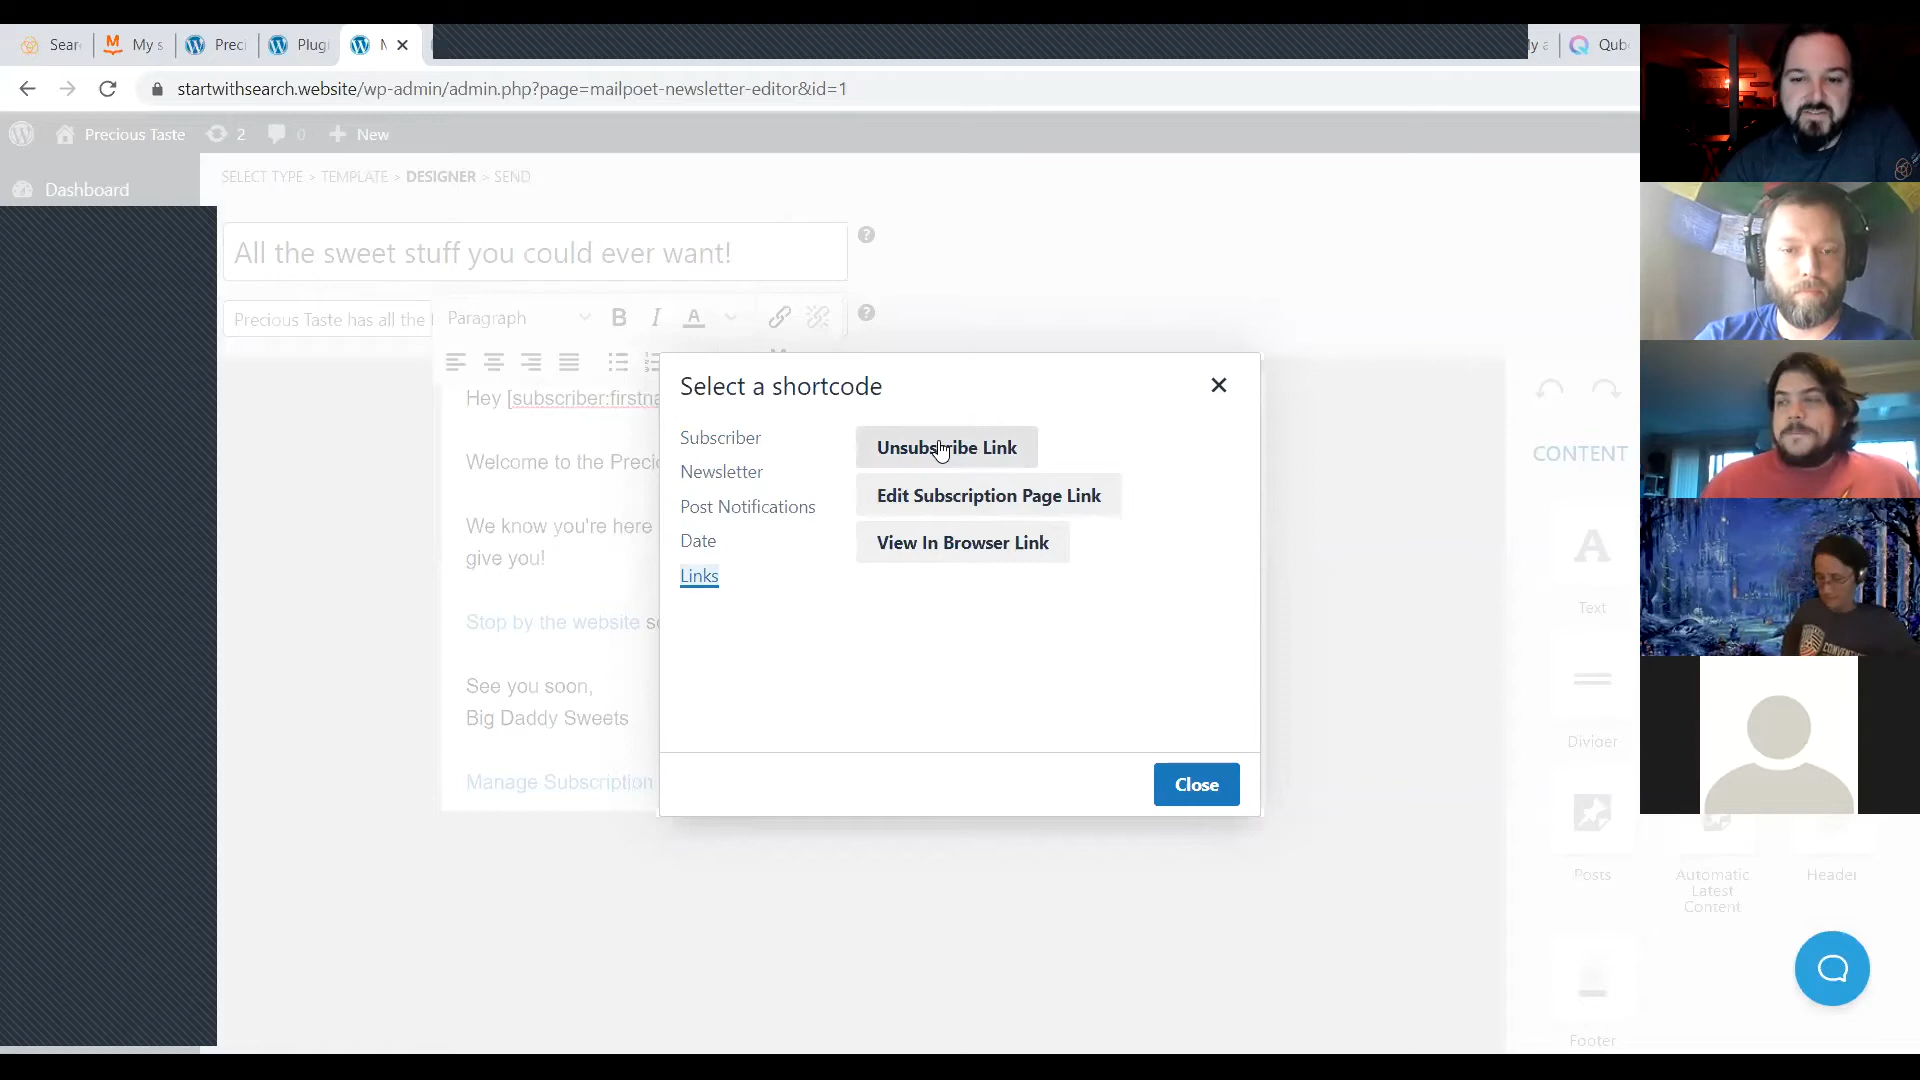 Sear
My s
Preci
Plugi
Qub
startwithsearch.website/wp-admin/admin.php?page=mailpoet-newsletter-editor&id=1
Precious Taste
2
0
New
Dashboard
SELECT TYPE > TEMPLATE > DESIGNER > SEND
All the sweet stuff you could ever want!
Precious Taste has all the
Paragraph
B I A
Hey [subscriber:firstna
Welcome to the Precio
We know you're here
give you!
Stop by the website so
See you soon,
Big Daddy Sweets
Manage Subscription
Select a shortcode
Subscriber
Newsletter
Post Notifications
Date
Links
Unsubscribe Link
Edit Subscription Page Link
View In Browser Link
Close
CONTENT
Text
Divider
Posts
Automatic
Latest
Content
Header
Footer